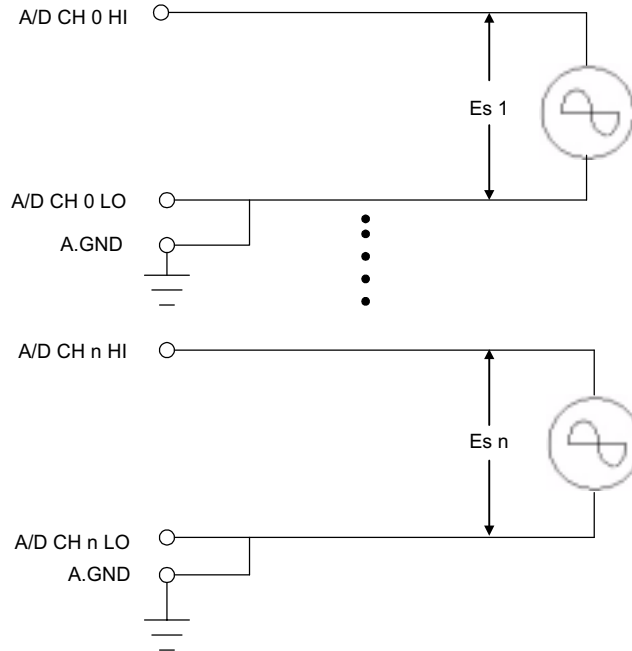 A/D CH 0 HI
Es 1
A/D CH 0 LO
A.GND
A/D CH n HI
Es n
A/D CH n LO
A.GND